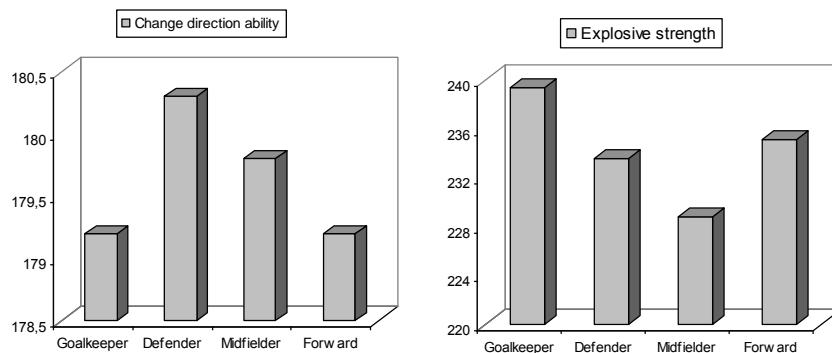 Change direction ability
180,5
180
179,5
179
178,5
Goalkeeper Defender Midfielder Forward
Explosive strength
240
236
232
228
224
220
Goalkeeper Defender Midfielder Forward